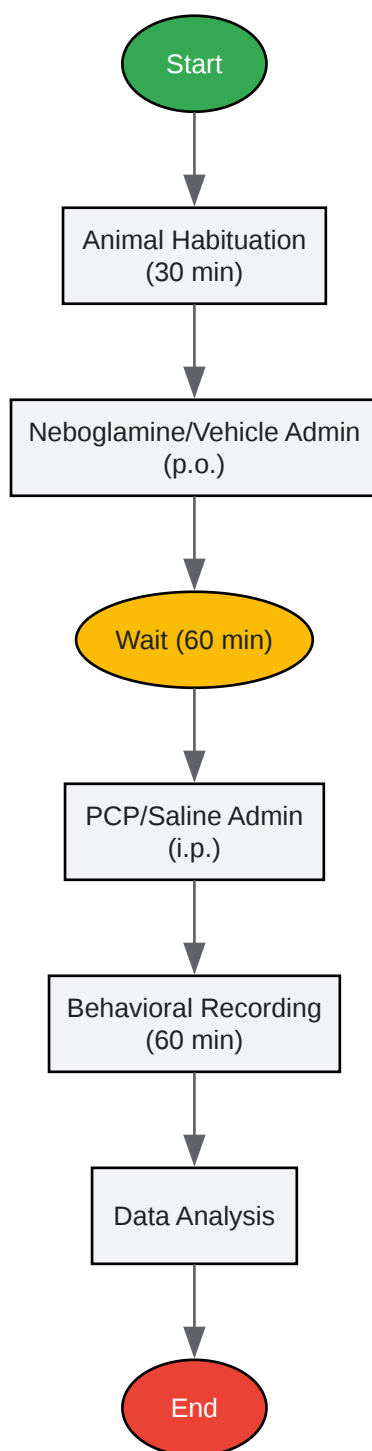 Start
Animal Habituation
(30 min)
Neboglamine/Vehicle Admin
(p.o.)
Wait (60 min)
PCP/Saline Admin
(i.p.)
Behavioral Recording
(60 min)
Data Analysis
End